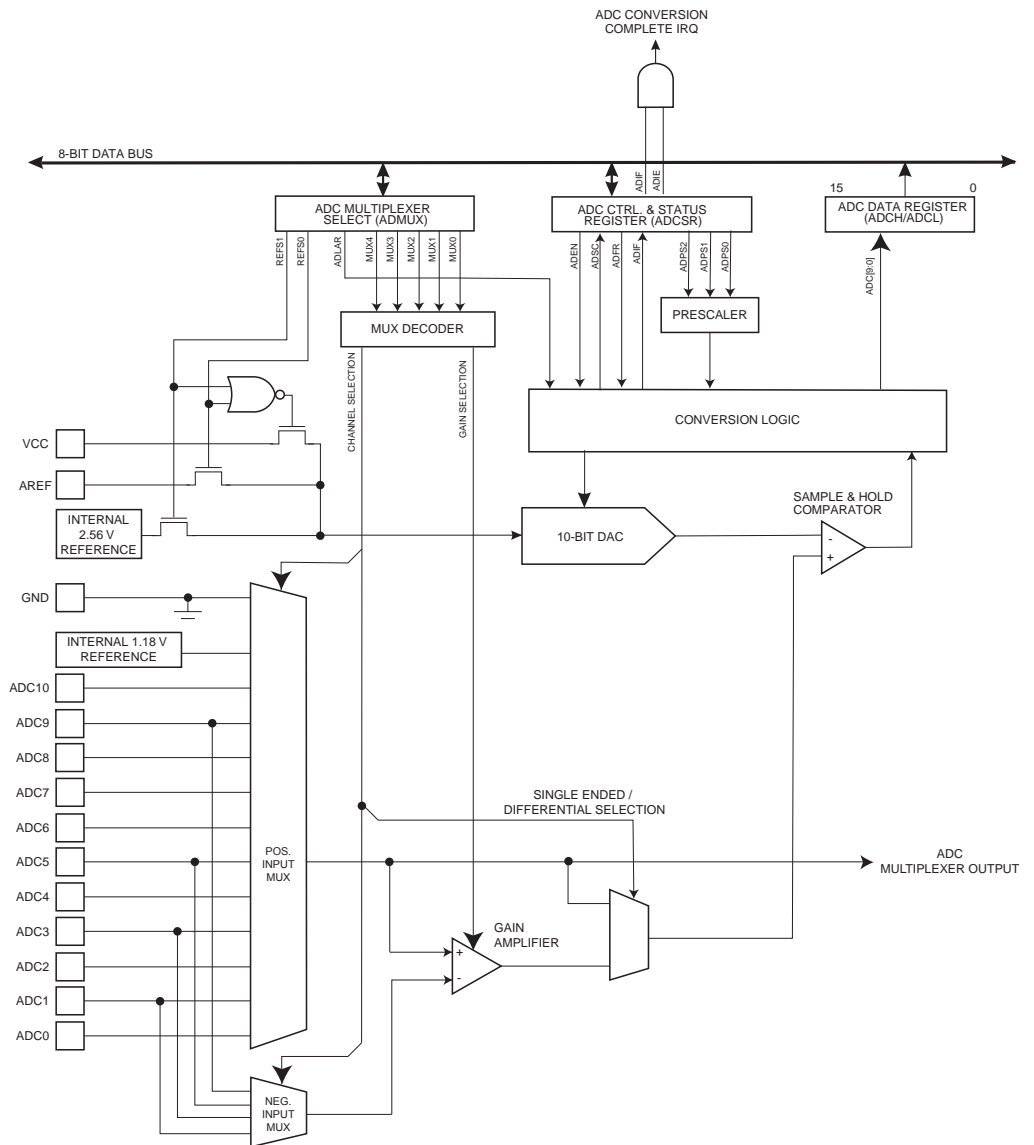 ADC CONVERSION
COMPLETE IRQ
8-BIT DATA BUS
ADIF
ADIE
15
0
ADC MULTIPLEXER
SELECT (ADMUX)
ADC CTRL. & STATUS
REGISTER (ADCSR)
ADC DATA REGISTER
(ADCH/ADCL)
REFS1
REFS0
ADLAR
MUX4
MUX3
MUX2
MUX1
MUX0
ADEN
ADSC
ADFR
ADIF
ADPS2
ADPS1
ADPS0
ADC[9:0]
MUX DECODER
PRESCALER
CHANNEL SELECTION
GAIN SELECTION
CONVERSION LOGIC
VCC
AREF
INTERNAL
2.56 V
REFERENCE
10-BIT DAC
SAMPLE & HOLD
COMPARATOR
-
+
GND
INTERNAL 1.18 V
REFERENCE
ADC10
ADC9
ADC8
ADC7
ADC6
ADC5
ADC4
ADC3
ADC2
ADC1
ADC0
POS.
INPUT
MUX
SINGLE ENDED /
DIFFERENTIAL SELECTION
ADC
MULTIPLEXER OUTPUT
GAIN
AMPLIFIER
+
-
NEG.
INPUT
MUX